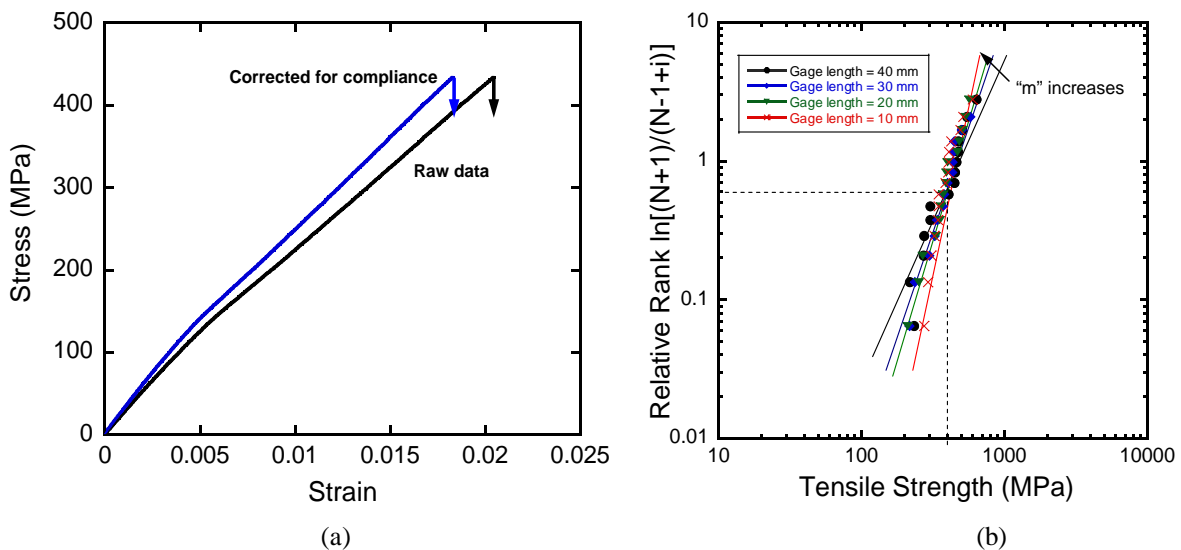 500
400
300
200
100
0
Stress (MPa)
Corrected for compliance
Raw data
0 0.005 0.01 0.015 0.02 0.025
Strain
(a)
10
1
0.1
0.01
Relative Rank ln[(N+1)/(N-1+i)]
Gage length = 40 mm
Gage length = 30 mm
Gage length = 20 mm
Gage length = 10 mm
“m” increases
10 100 1000 10000
Tensile Strength (MPa)
(b)